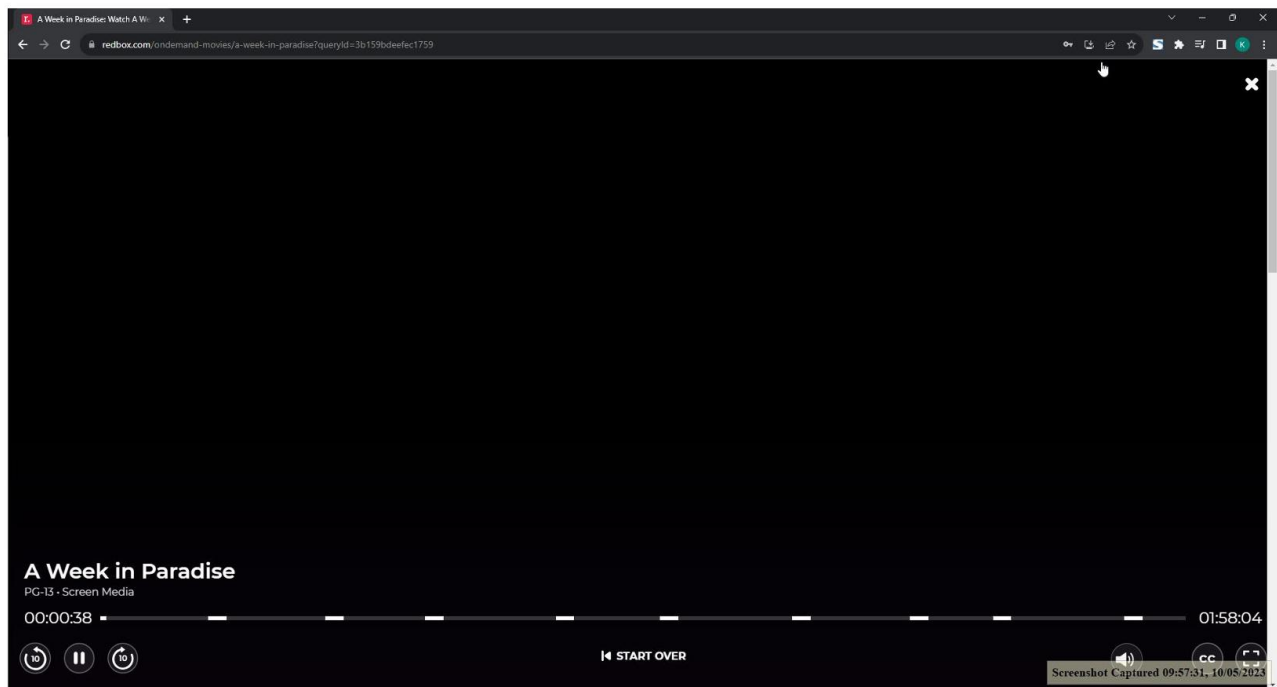 A Week in Paradise: Watch A We
redbox.com/ondemand-movies/a-week-in-paradise?queryId=3b159bdeefec1759
K
A Week in Paradise
PG-13 • Screen Media
00:00:38
01:58:04
10
10
START OVER
CC
Screenshot Captured 09:57:31, 10/05/2023